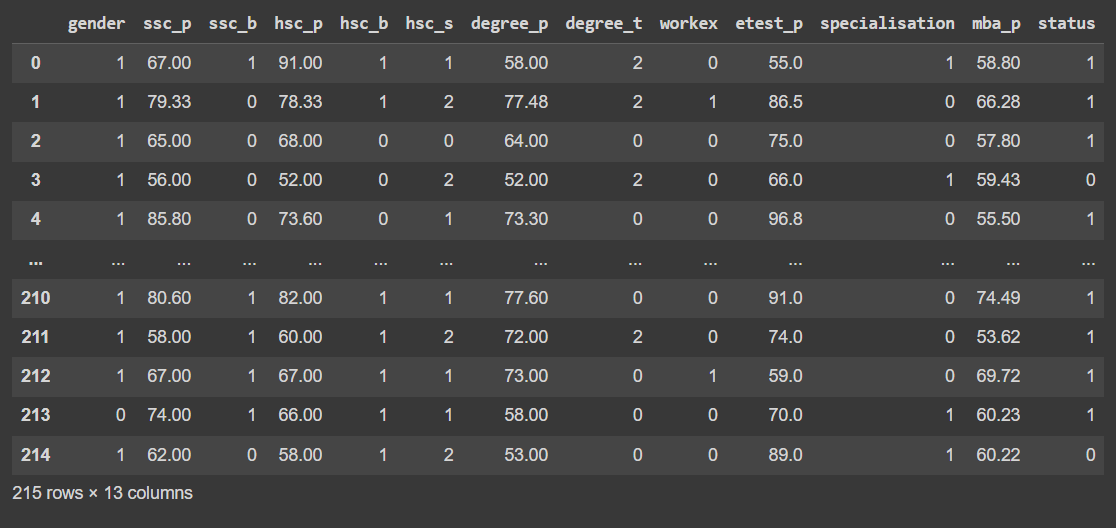 gender ssc_p ssc_b hsc_p hsc_b hsc_s degree_p degree_t workex etest_p specialisation mba_p status
0 1 67.00 1 91.00 1 1 58.00 2 0 55.0 1 58.80 1
1 1 79.33 0 78.33 1 2 77.48 2 1 86.5 0 66.28 1
2 1 65.00 0 68.00 0 0 64.00 0 0 75.0 0 57.80 1
3 1 56.00 0 52.00 0 2 52.00 2 0 66.0 1 59.43 0
4 1 85.80 0 73.60 0 1 73.30 0 0 96.8 0 55.50 1
... ... ... ... ... ... ... ... ... ... ... ... ... ...
210 1 80.60 1 82.00 1 1 77.60 0 0 91.0 0 74.49 1
211 1 58.00 1 60.00 1 2 72.00 2 0 74.0 0 53.62 1
212 1 67.00 1 67.00 1 1 73.00 0 1 59.0 0 69.72 1
213 0 74.00 1 66.00 1 1 58.00 0 0 70.0 1 60.23 1
214 1 62.00 0 58.00 1 2 53.00 0 0 89.0 1 60.22 0
215 rows × 13 columns